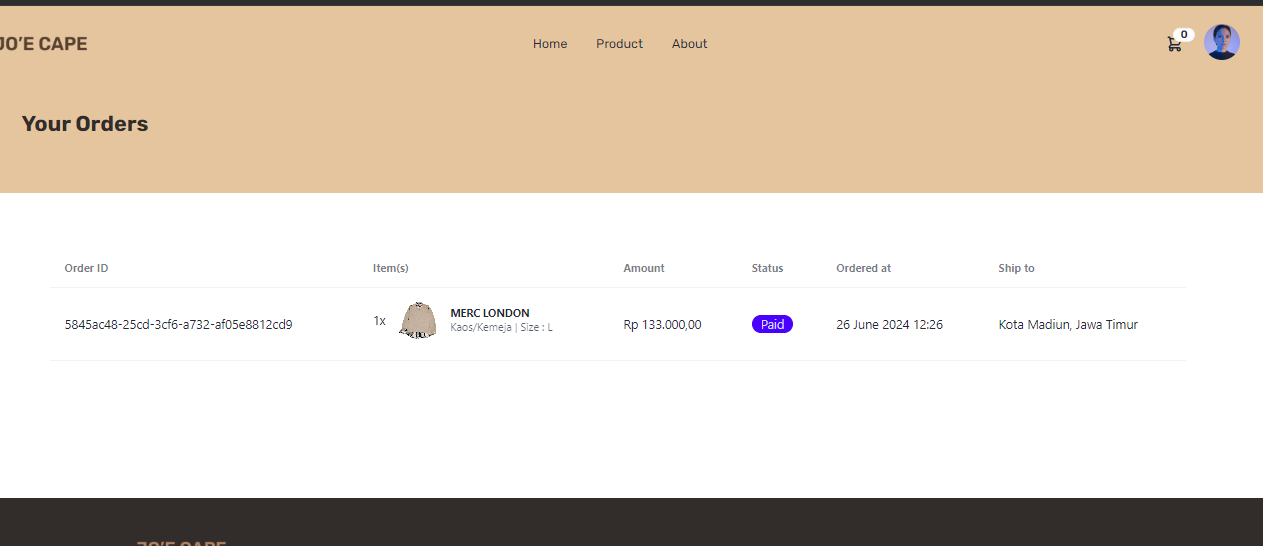 JO'E CAPE
Home Product About
0
Your Orders
Order ID Item(s) Amount Status Ordered at Ship to
5845ac48-25cd-3cf6-a732-af05e8812cd9 1x MERC LONDON Rp 133.000,00 Paid 26 June 2024 12:26 Kota Madiun, Jawa Timur
Kaos/Kemeja | Size : L
JO'E CAPE